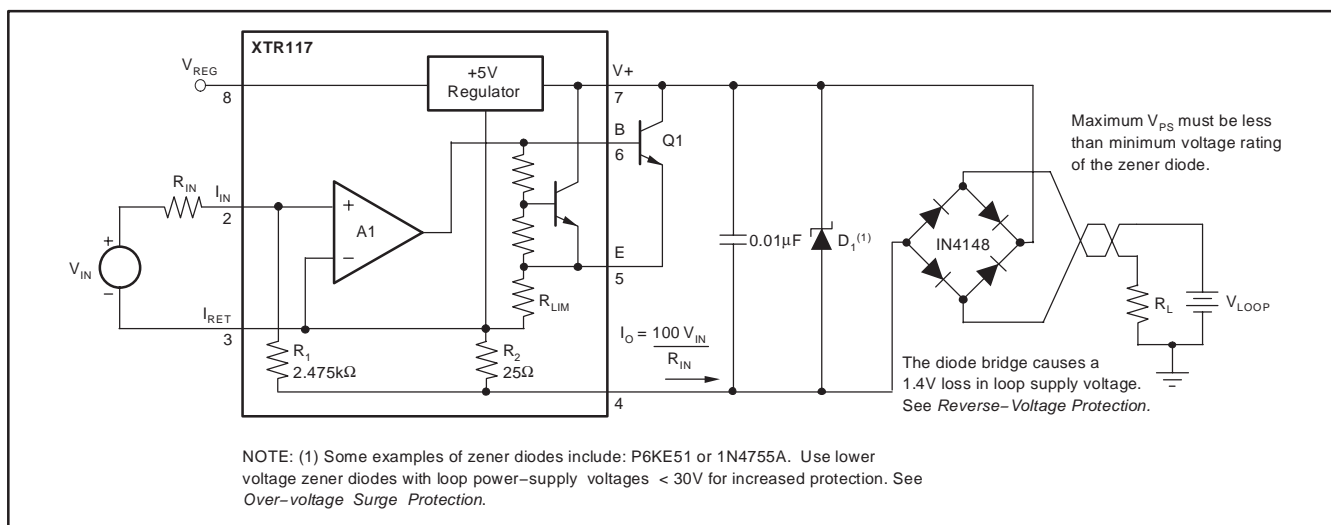 XTR117
V_REG
8
+5V
Regulator
V+
7
B
6
Q1
Maximum V_PS must be less
than minimum voltage rating
of the zener diode.
R_IN
I_IN
2
+
A1
−
V_IN
+
−
0.01μF
D_1^(1)
IN4148
E
5
R_LIM
R_L
V_LOOP
I_RET
3
R_1
2.475kΩ
R_2
25Ω
I_O = 100 V_IN
R_IN
4
The diode bridge causes a
1.4V loss in loop supply voltage.
See Reverse−Voltage Protection.
NOTE: (1) Some examples of zener diodes include: P6KE51 or 1N4755A. Use lower
voltage zener diodes with loop power−supply voltages < 30V for increased protection. See
Over−voltage Surge Protection.